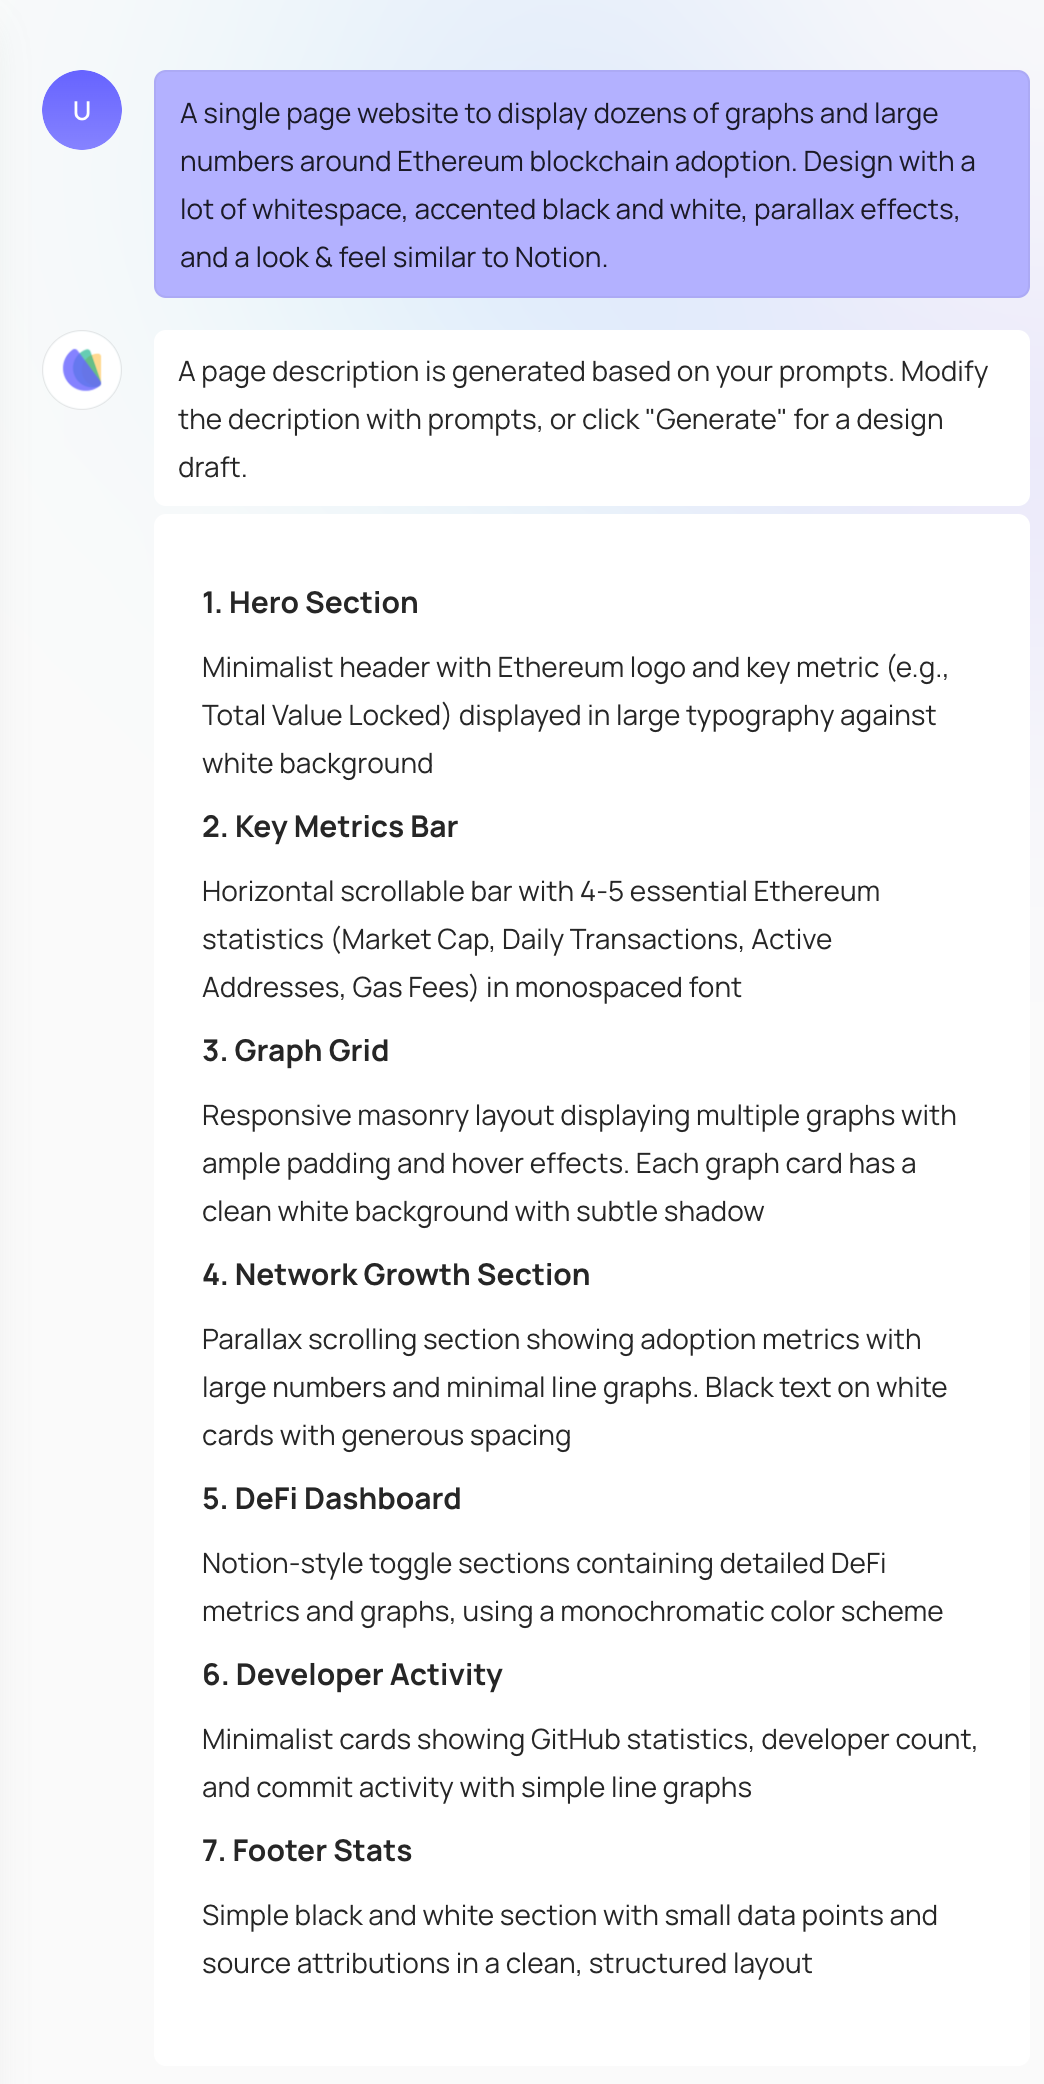 U
A single page website to display dozens of graphs and large
numbers around Ethereum blockchain adoption. Design with a
lot of whitespace, accented black and white, parallax effects,
and a look & feel similar to Notion.
A page description is generated based on your prompts. Modify
the decription with prompts, or click "Generate" for a design
draft.
1. Hero Section
Minimalist header with Ethereum logo and key metric (e.g.,
Total Value Locked) displayed in large typography against
white background
2. Key Metrics Bar
Horizontal scrollable bar with 4-5 essential Ethereum
statistics (Market Cap, Daily Transactions, Active
Addresses, Gas Fees) in monospaced font
3. Graph Grid
Responsive masonry layout displaying multiple graphs with
ample padding and hover effects. Each graph card has a
clean white background with subtle shadow
4. Network Growth Section
Parallax scrolling section showing adoption metrics with
large numbers and minimal line graphs. Black text on white
cards with generous spacing
5. DeFi Dashboard
Notion-style toggle sections containing detailed DeFi
metrics and graphs, using a monochromatic color scheme
6. Developer Activity
Minimalist cards showing GitHub statistics, developer count,
and commit activity with simple line graphs
7. Footer Stats
Simple black and white section with small data points and
source attributions in a clean, structured layout